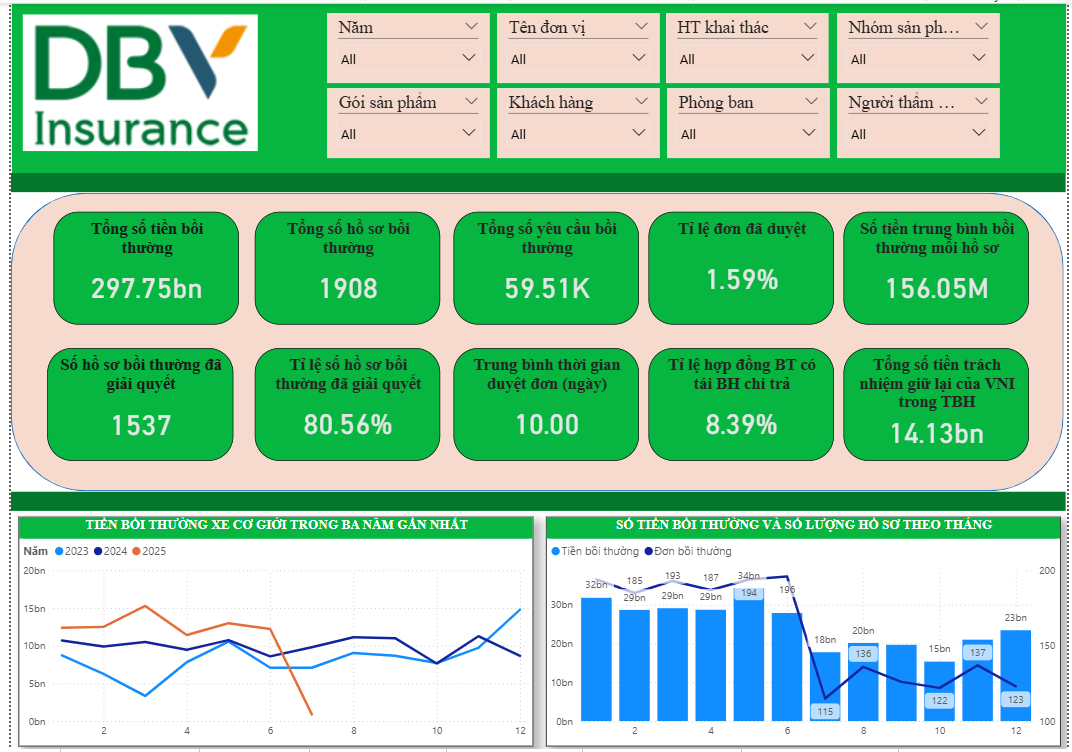 DBV
Insurance
Năm
All
Tên đơn vị
All
HT khai thác
All
Nhóm sản ph...
All
Gói sản phẩm
All
Khách hàng
All
Phòng ban
All
Người thẩm ...
All
Tổng số tiền bồi
thường
297.75bn
Tổng số hồ sơ bồi
thường
1908
Tổng số yêu cầu bồi
thường
59.51K
Tỉ lệ đơn đã duyệt
1.59%
Số tiền trung bình bồi
thường mỗi hồ sơ
156.05M
Số hồ sơ bồi thường đã
giải quyết
1537
Tỉ lệ số hồ sơ bồi
thường đã giải quyết
80.56%
Trung bình thời gian
duyệt đơn (ngày)
10.00
Tỉ lệ hợp đồng BT có
tái BH chi trả
8.39%
Tổng số tiền trách
nhiệm giữ lại của VNI
trong TBH
14.13bn
TIỀN BỒI THƯỜNG XE CƠ GIỚI TRONG BA NĂM GẦN NHẤT
Năm 2023 2024 2025
20bn
15bn
10bn
5bn
0bn
2 4 6 8 10 12
SỐ TIỀN BỒI THƯỜNG VÀ SỐ LƯỢNG HỒ SƠ THEO THÁNG
Tiền bồi thường Đơn bồi thường
30bn
20bn
10bn
0bn
32bn
185
29bn
193
29bn
187
29bn
34bn
194
196
18bn
115
20bn
136
15bn
122
137
23bn
123
200
150
100
2 4 6 8 10 12